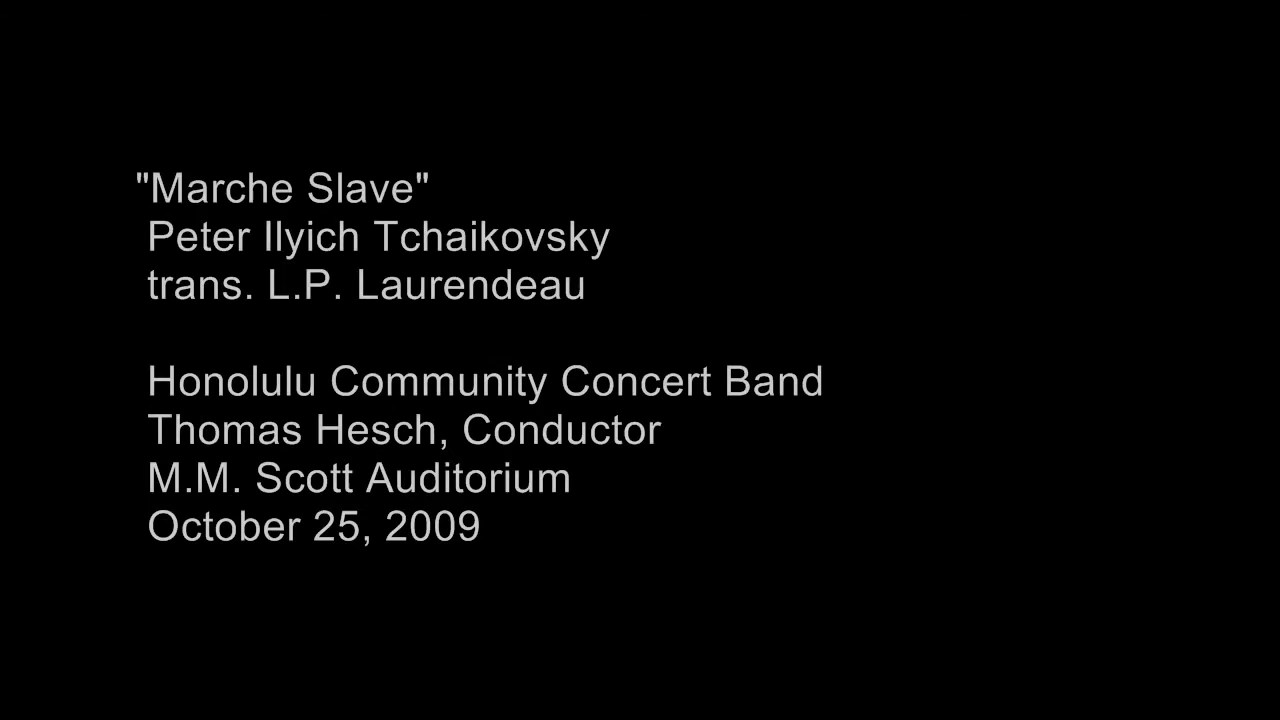 "Marche Slave"
Peter Ilyich Tchaikovsky
trans. L.P. Laurendeau
Honolulu Community Concert Band
Thomas Hesch, Conductor
M.M. Scott Auditorium
October 25, 2009